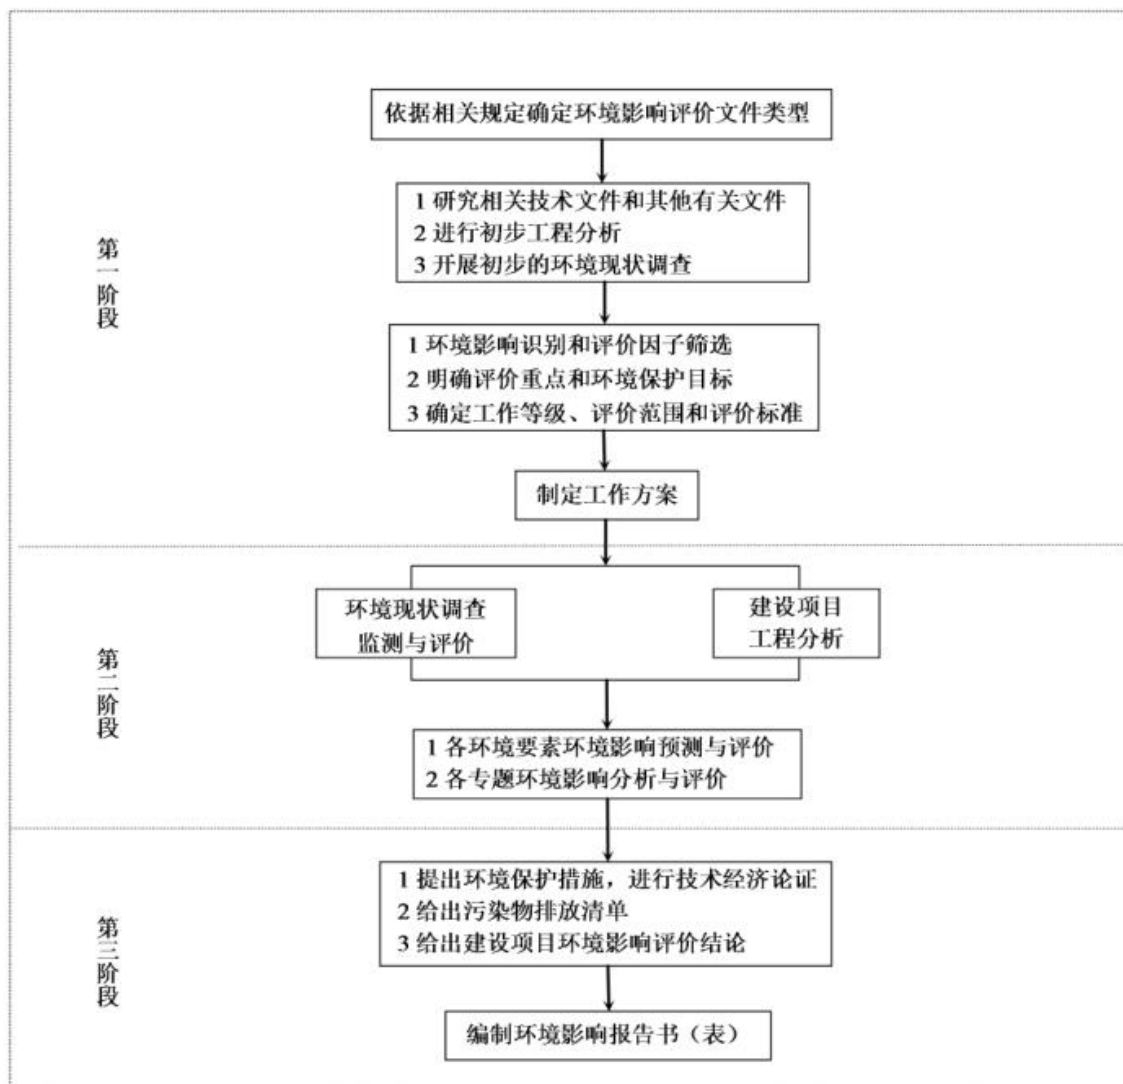 依据相关规定确定环境影响评价文件类型
1 研究相关技术文件和其他有关文件
2 进行初步工程分析
3 开展初步的环境现状调查
第一阶段
1 环境影响识别和评价因子筛选
2 明确评价重点和环境保护目标
3 确定工作等级、评价范围和评价标准
制定工作方案
环境现状调查
监测与评价
建设项目
工程分析
第二阶段
1 各环境要素环境影响预测与评价
2 各专题环境影响分析与评价
1 提出环境保护措施，进行技术经济论证
2 给出污染物排放清单
3 给出建设项目环境影响评价结论
第三阶段
编制环境影响报告书（表）